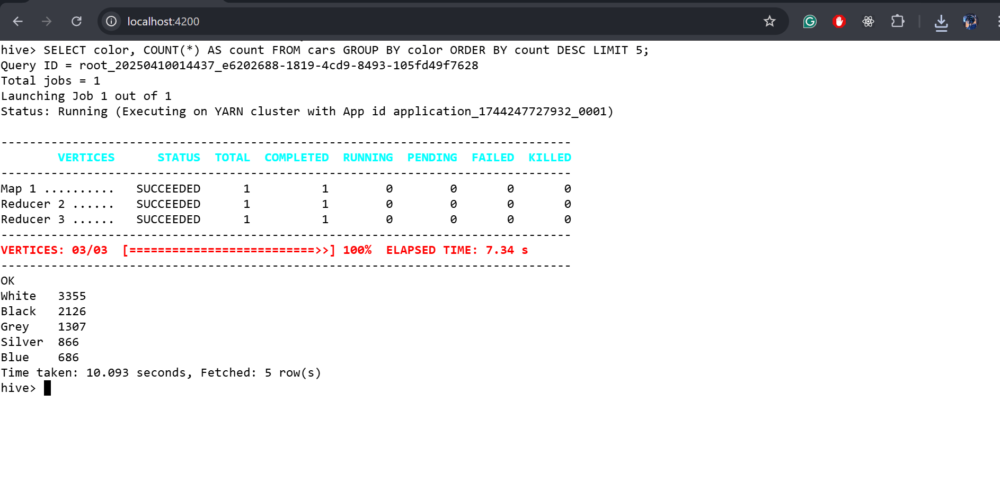 localhost:4200
hive> SELECT color, COUNT(*) AS count FROM cars GROUP BY color ORDER BY count DESC LIMIT 5;
Query ID = root_20250410014437_e6202688-1819-4cd9-8493-105fd49f7628
Total jobs = 1
Launching Job 1 out of 1
Status: Running (Executing on YARN cluster with App id application_1744247727932_0001)
--------------------------------------------------------------------------------
        VERTICES      STATUS  TOTAL  COMPLETED  RUNNING  PENDING  FAILED  KILLED
--------------------------------------------------------------------------------
Map 1 ..........   SUCCEEDED      1          1        0        0       0       0
Reducer 2 ......   SUCCEEDED      1          1        0        0       0       0
Reducer 3 ......   SUCCEEDED      1          1        0        0       0       0
--------------------------------------------------------------------------------
VERTICES: 03/03  [==========================>>] 100%  ELAPSED TIME: 7.34 s
--------------------------------------------------------------------------------
OK
White   3355
Black   2126
Grey    1307
Silver  866
Blue    686
Time taken: 10.093 seconds, Fetched: 5 row(s)
hive>